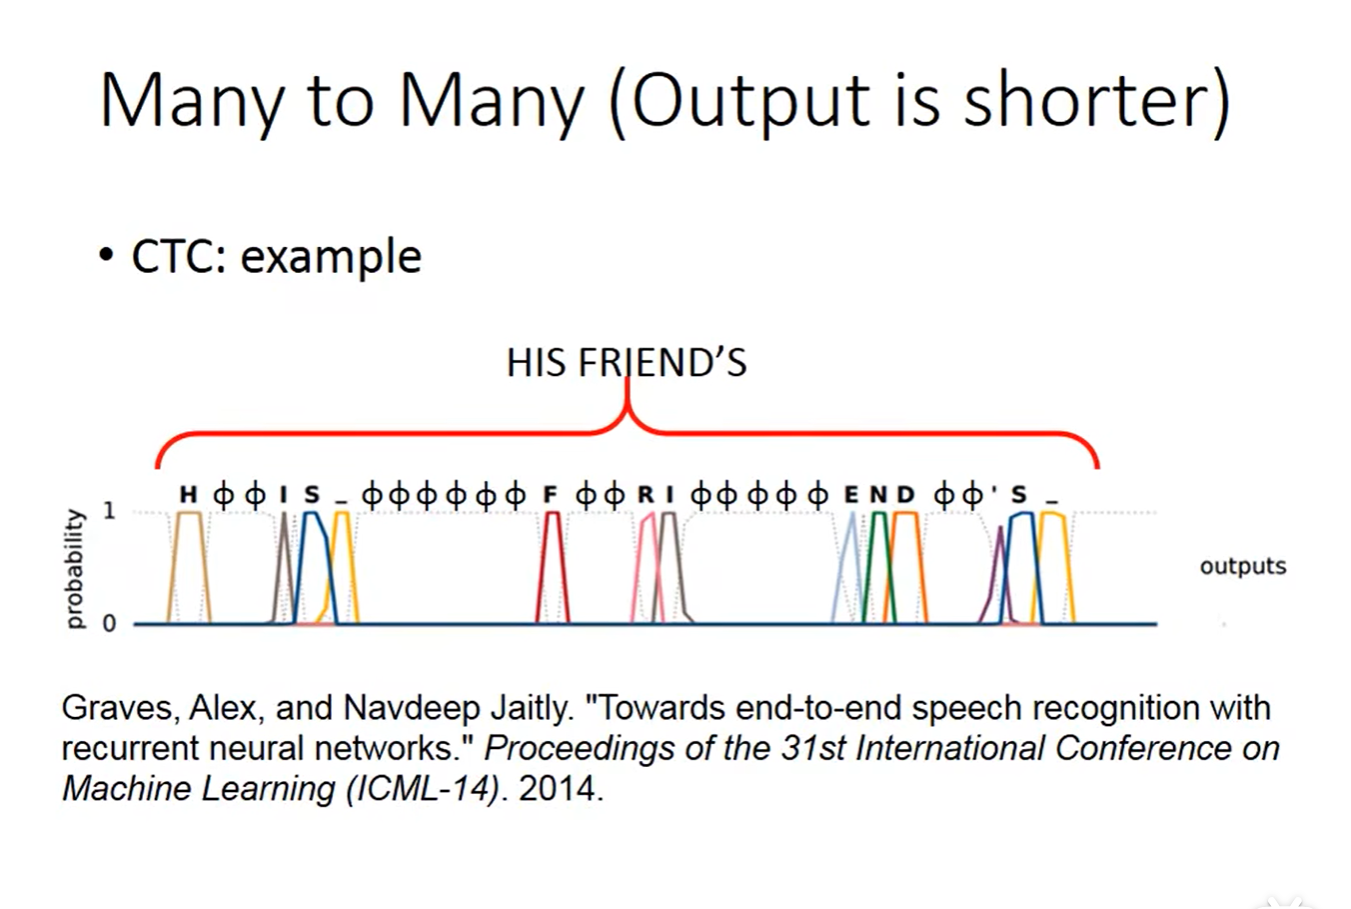 Many to Many (Output is shorter)
• CTC: example
HIS FRIEND’S
H ф ф I S _ ф ф ф ф ф ф F ф ф R I ф ф ф ф ф E N D ф ф ' S _
1
probability
outputs
0
Graves, Alex, and Navdeep Jaitly. "Towards end-to-end speech recognition with
recurrent neural networks." Proceedings of the 31st International Conference on
Machine Learning (ICML-14). 2014.